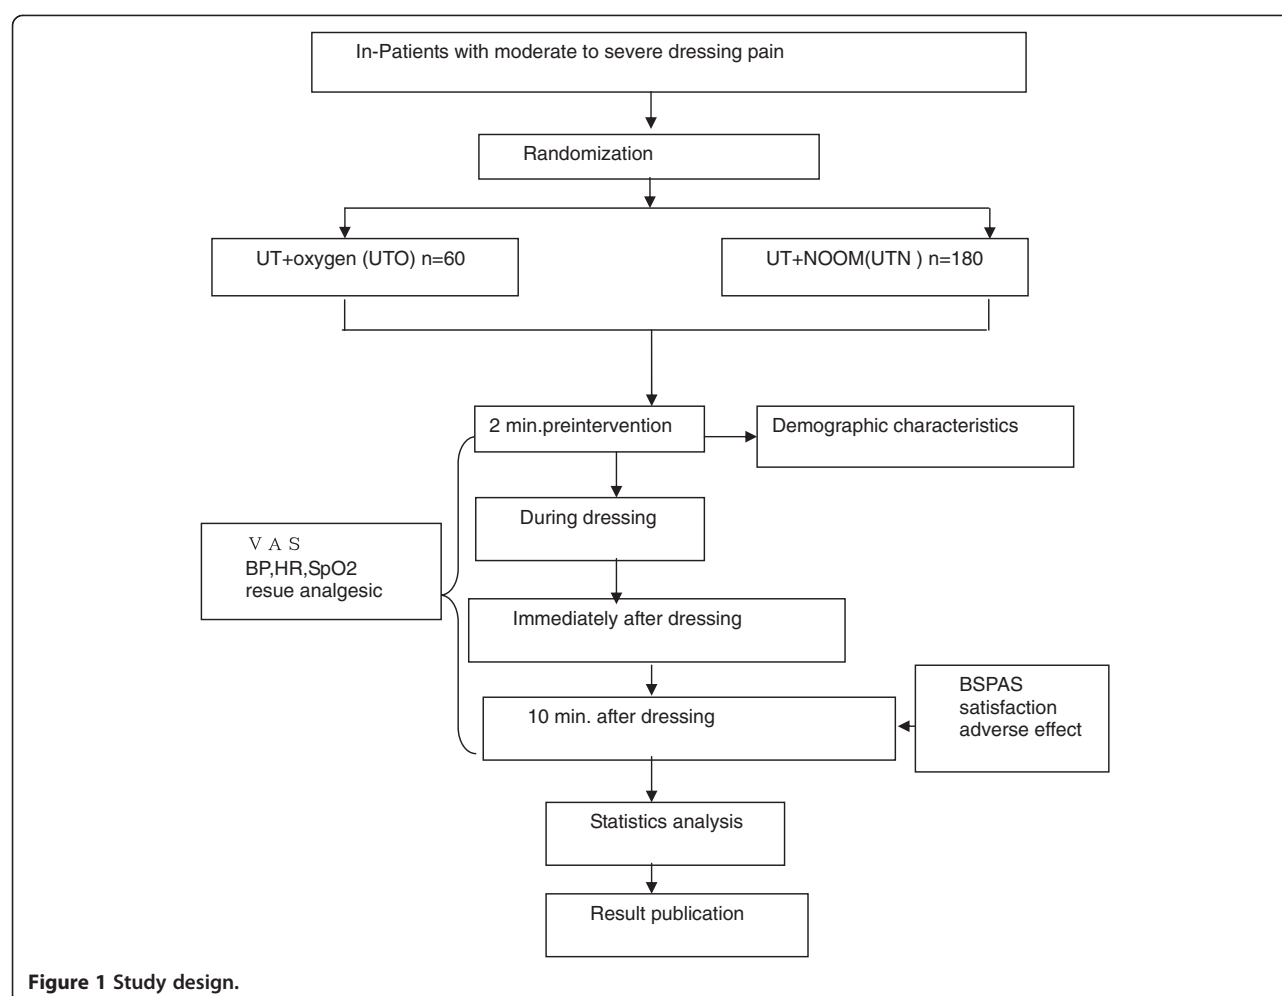 In-Patients with moderate to severe dressing pain
Randomization
UT+oxygen (UTO) n=60
UT+NOOM(UTN ) n=180
2 min.preintervention
Demographic characteristics
During dressing
V A S
BP,HR,SpO2
resue analgesic
Immediately after dressing
10 min. after dressing
BSPAS
satisfaction
adverse effect
Statistics analysis
Result publication
Figure 1 Study design.